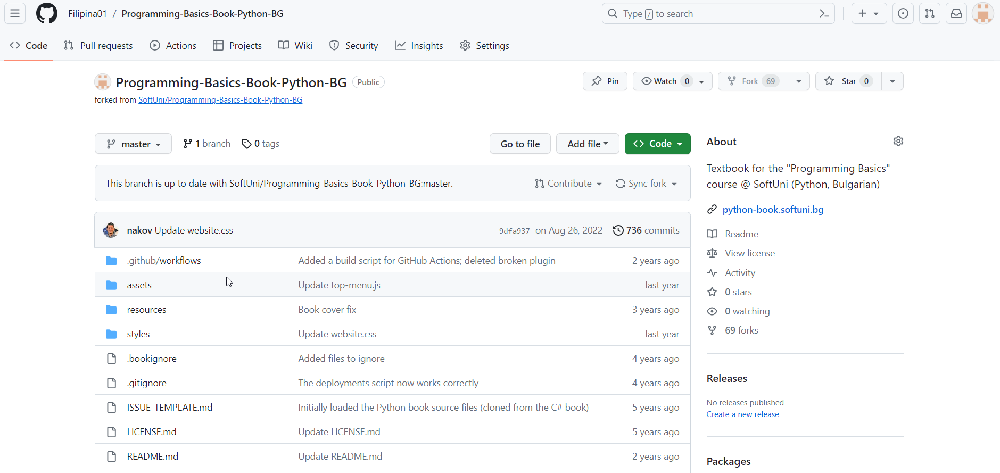 Filipina01 / Programming-Basics-Book-Python-BG
Type / to search
Code Pull requests Actions Projects Wiki Security Insights Settings
Programming-Basics-Book-Python-BG Public
forked from SoftUni/Programming-Basics-Book-Python-BG
Pin Watch 0 Fork 69 Star 0
master 1 branch 0 tags
Go to file Add file Code
This branch is up to date with SoftUni/Programming-Basics-Book-Python-BG:master.
Contribute Sync fork
nakov Update website.css 9dfa937 on Aug 26, 2022 736 commits
.github/workflows Added a build script for GitHub Actions; deleted broken plugin 2 years ago
assets Update top-menu.js last year
resources Book cover fix 3 years ago
styles Update website.css last year
.bookignore Added files to ignore 4 years ago
.gitignore The deployments script now works correctly 4 years ago
ISSUE_TEMPLATE.md Initially loaded the Python book source files (cloned from the C# book) 5 years ago
LICENSE.md Update LICENSE.md 5 years ago
README.md Update README.md 2 years ago
About
Textbook for the "Programming Basics"
course @ SoftUni (Python, Bulgarian)
python-book.softuni.bg
Readme
View license
Activity
0 stars
0 watching
69 forks
Releases
No releases published
Create a new release
Packages